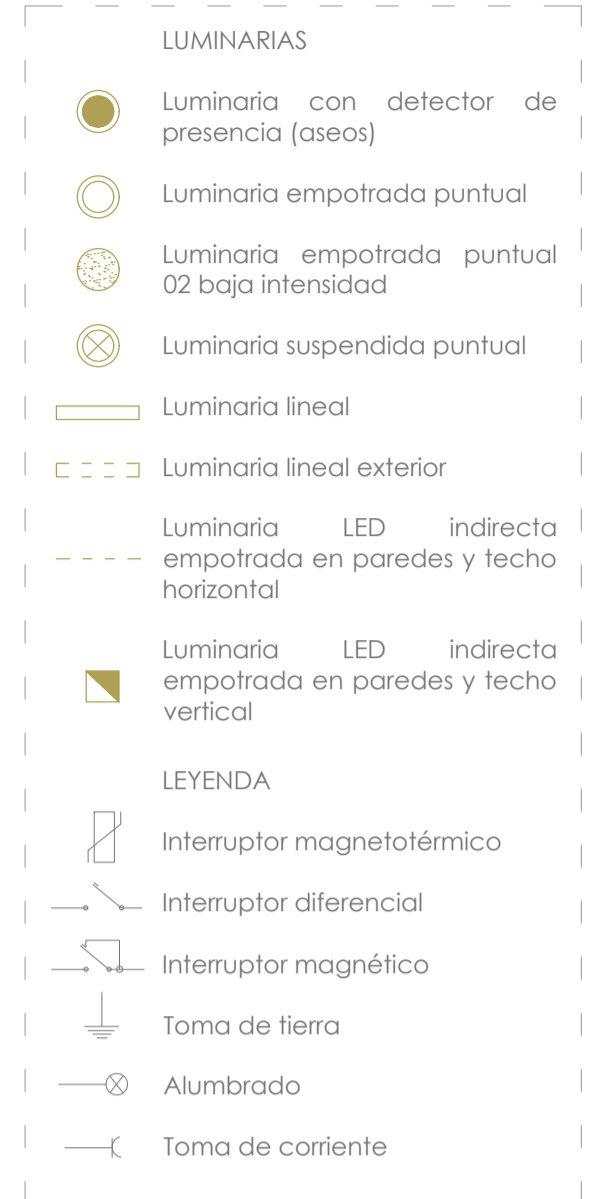 LUMINARIAS
Luminaria con detector de
presencia (aseos)
Luminaria empotrada puntual
Luminaria empotrada puntual
02 baja intensidad
Luminaria suspendida puntual
Luminaria lineal
Luminaria lineal exterior
Luminaria LED indirecta
empotrada en paredes y techo
horizontal
Luminaria LED indirecta
empotrada en paredes y techo
vertical
LEYENDA
Interruptor magnetotérmico
Interruptor diferencial
Interruptor magnético
Toma de tierra
Alumbrado
Toma de corriente